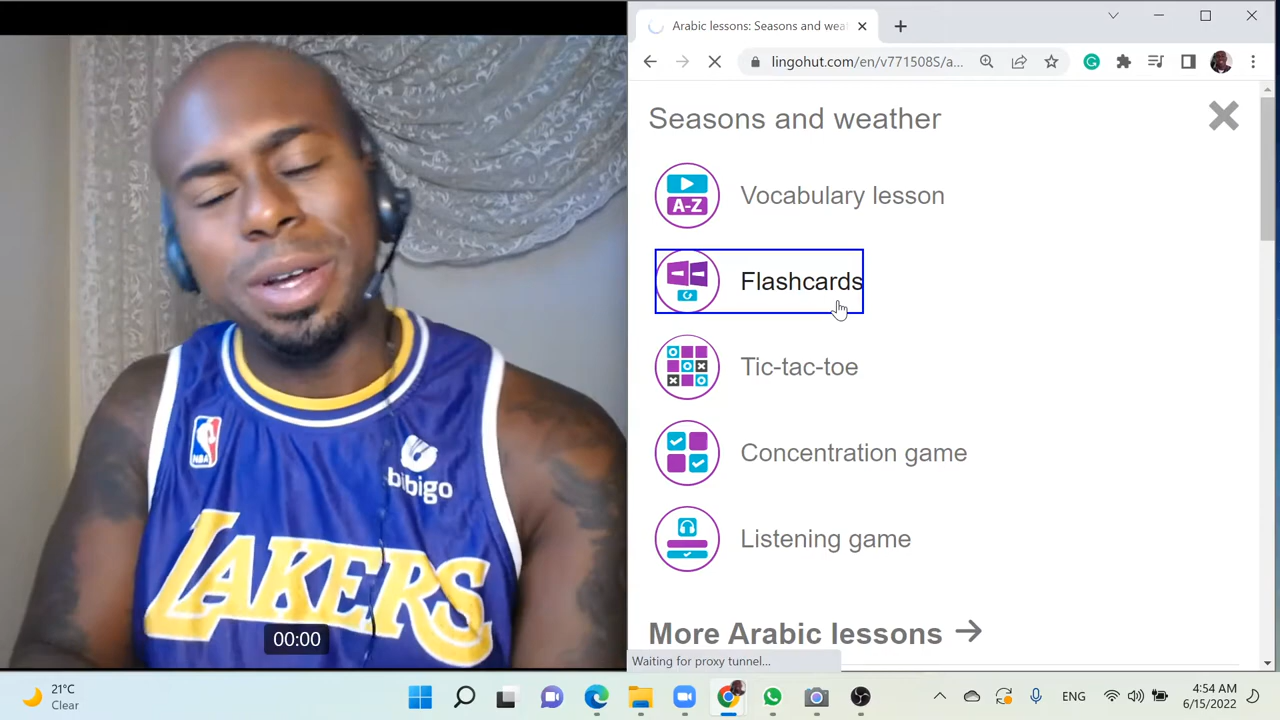 Arabic lessons: Seasons and wea
lingohut.com/en/v771508S/a...
Seasons and weather
A-Z
Vocabulary lesson
Flashcards
Tic-tac-toe
Concentration game
Listening game
More Arabic lessons
Waiting for proxy tunnel...
NBA
bibigo
LAKERS
00:00
21°C
Clear
ENG
4:54 AM
6/15/2022